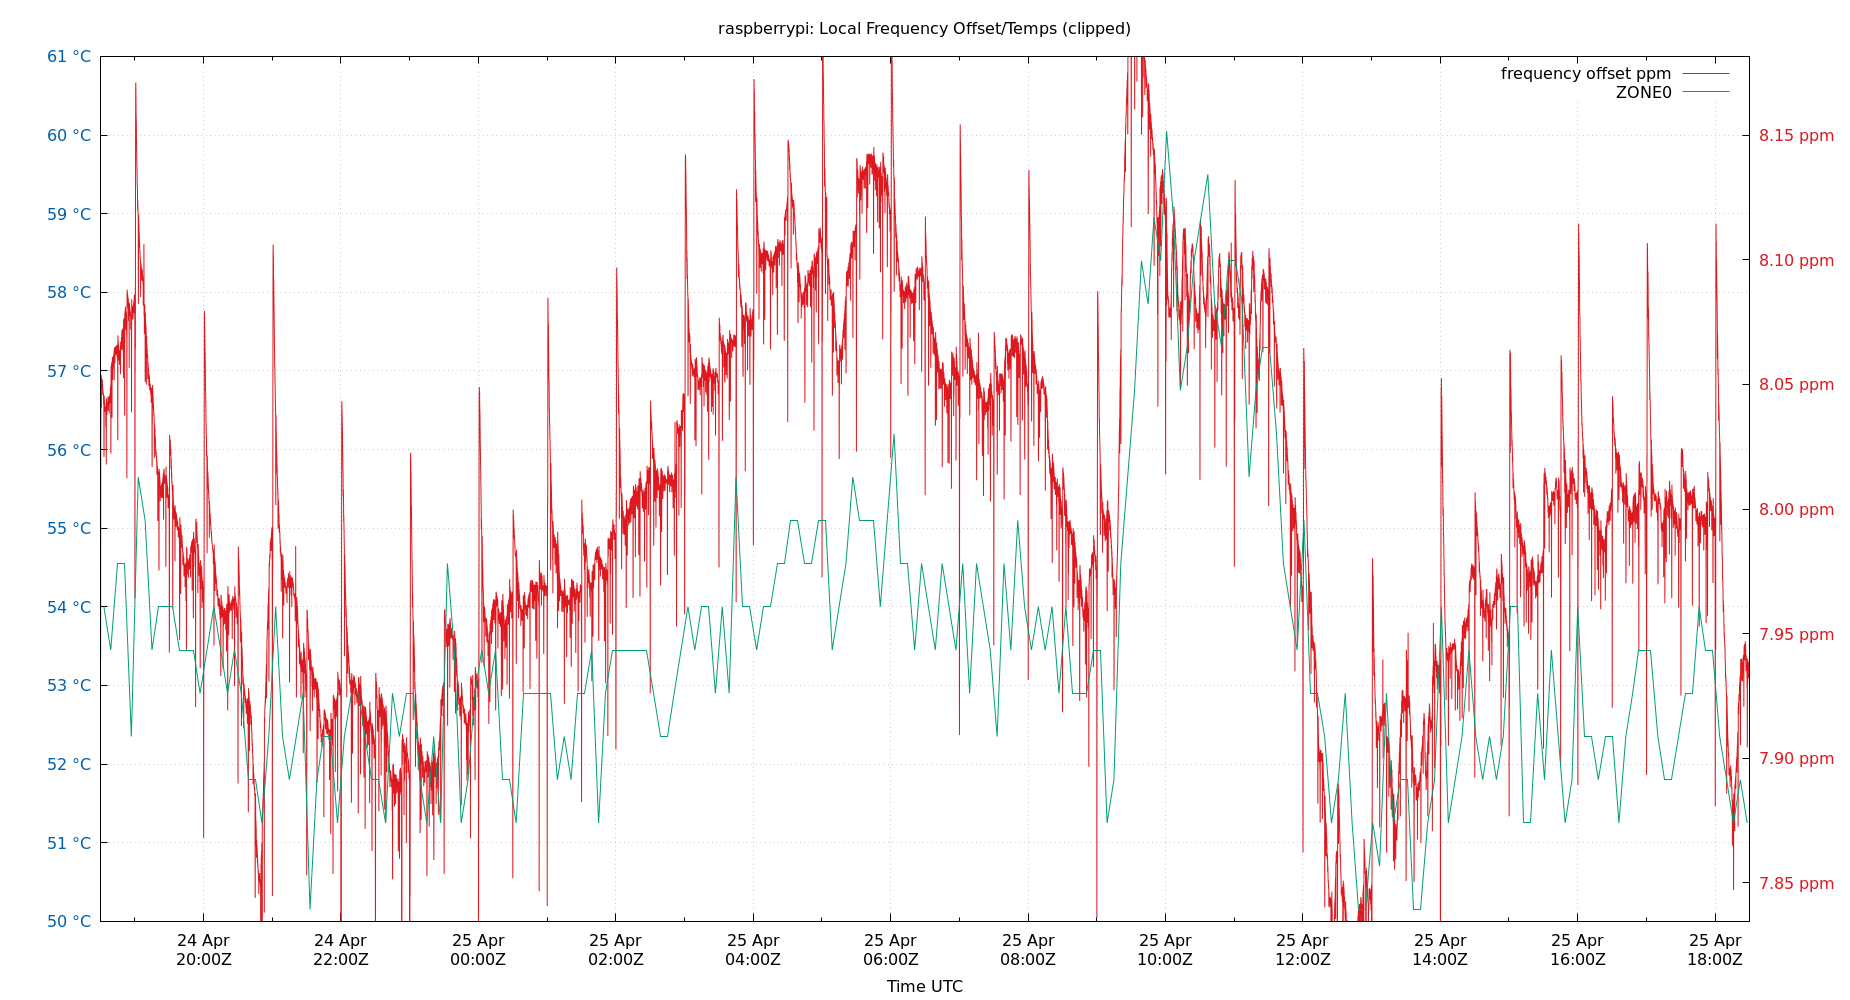 raspberrypi: Local Frequency Offset/Temps (clipped)
frequency offset ppm
ZONE0
61 °C
60 °C
59 °C
58 °C
57 °C
56 °C
55 °C
54 °C
53 °C
52 °C
51 °C
50 °C
8.15 ppm
8.10 ppm
8.05 ppm
8.00 ppm
7.95 ppm
7.90 ppm
7.85 ppm
24 Apr
20:00Z
24 Apr
22:00Z
25 Apr
00:00Z
25 Apr
02:00Z
25 Apr
04:00Z
25 Apr
06:00Z
25 Apr
08:00Z
25 Apr
10:00Z
25 Apr
12:00Z
25 Apr
14:00Z
25 Apr
16:00Z
25 Apr
18:00Z
Time UTC